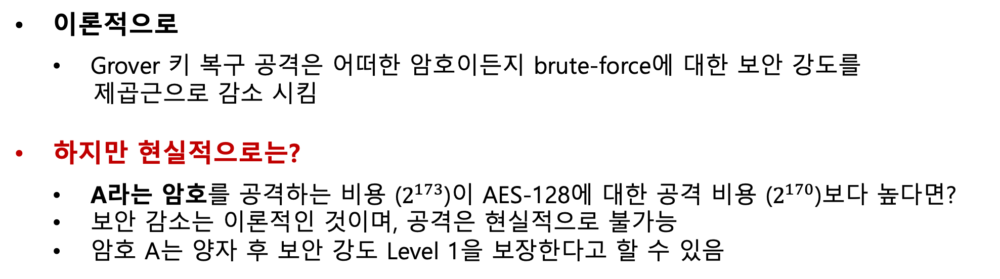 • 이론적으로
• Grover 키 복구 공격은 어떠한 암호이든지 brute-force에 대한 보안 강도를
제곱근으로 감소 시킴
• 하지만 현실적으로는?
• A라는 암호를 공격하는 비용 (2¹⁷³)이 AES-128에 대한 공격 비용 (2¹⁷⁰)보다 높다면?
• 보안 감소는 이론적인 것이며, 공격은 현실적으로 불가능
• 암호 A는 양자 후 보안 강도 Level 1을 보장한다고 할 수 있음